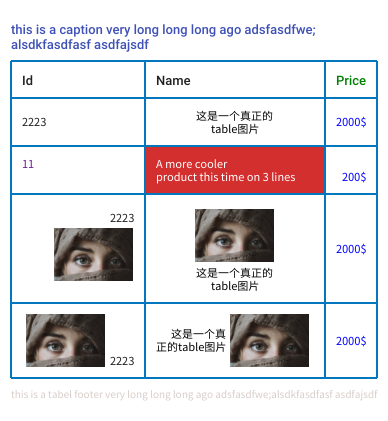 this is a caption very long long long ago adsfasdfwe;
alsdkfasdfasf asdfajsdf
Id Name Price
2223 这是一个真正的 2000$
table图片
11 A more cooler
product this time on 3 lines 200$
2223
这是一个真正的 2000$
table图片
这是一个真 2000$
正的table图片
2223
this is a tabel footer very long long long ago adsfasdfwe;alsdkfasdfasf asdfajsdf